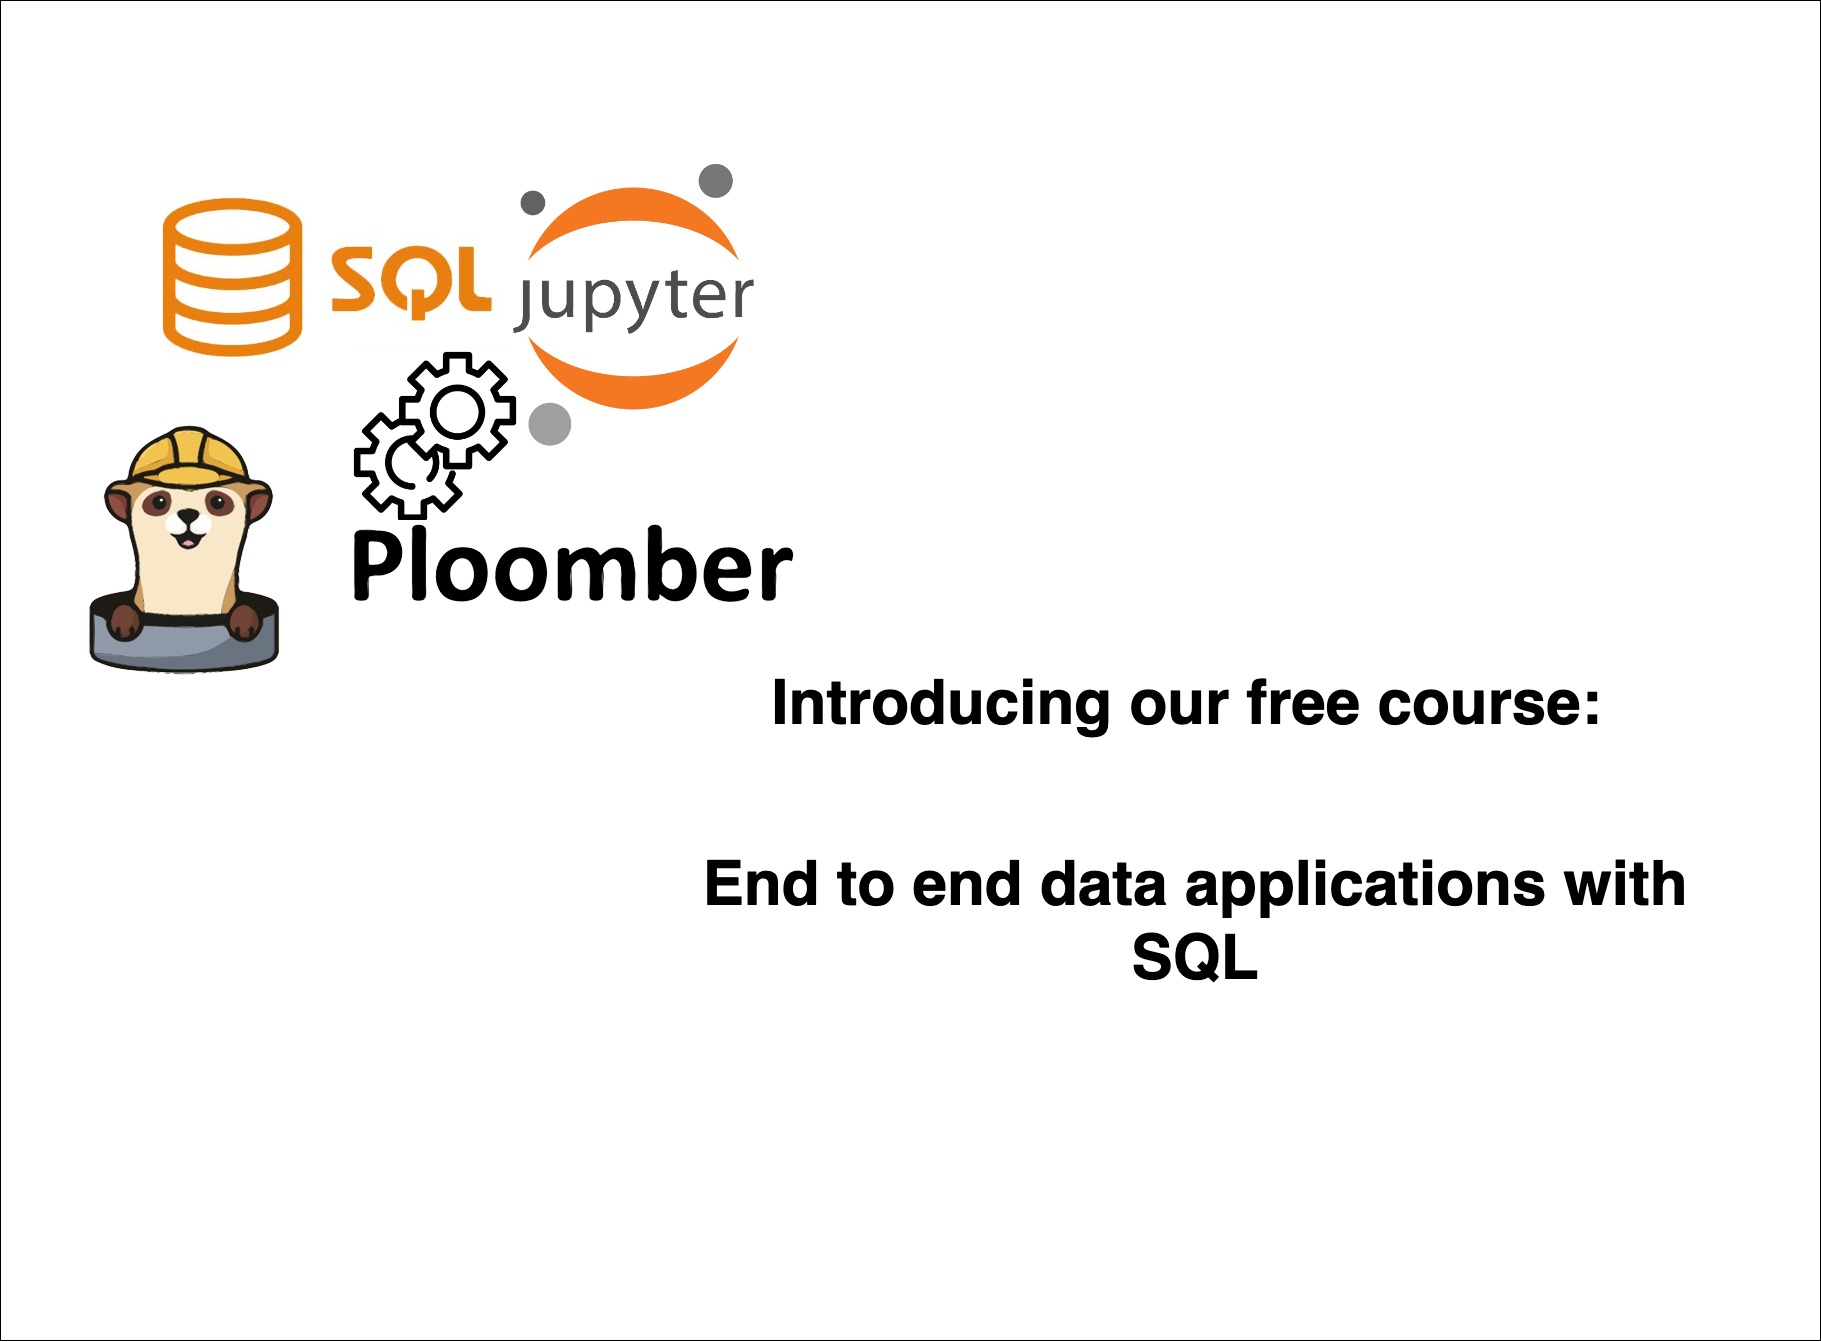 SQL
jupyter
Ploomber
Introducing our free course:
End to end data applications with
SQL